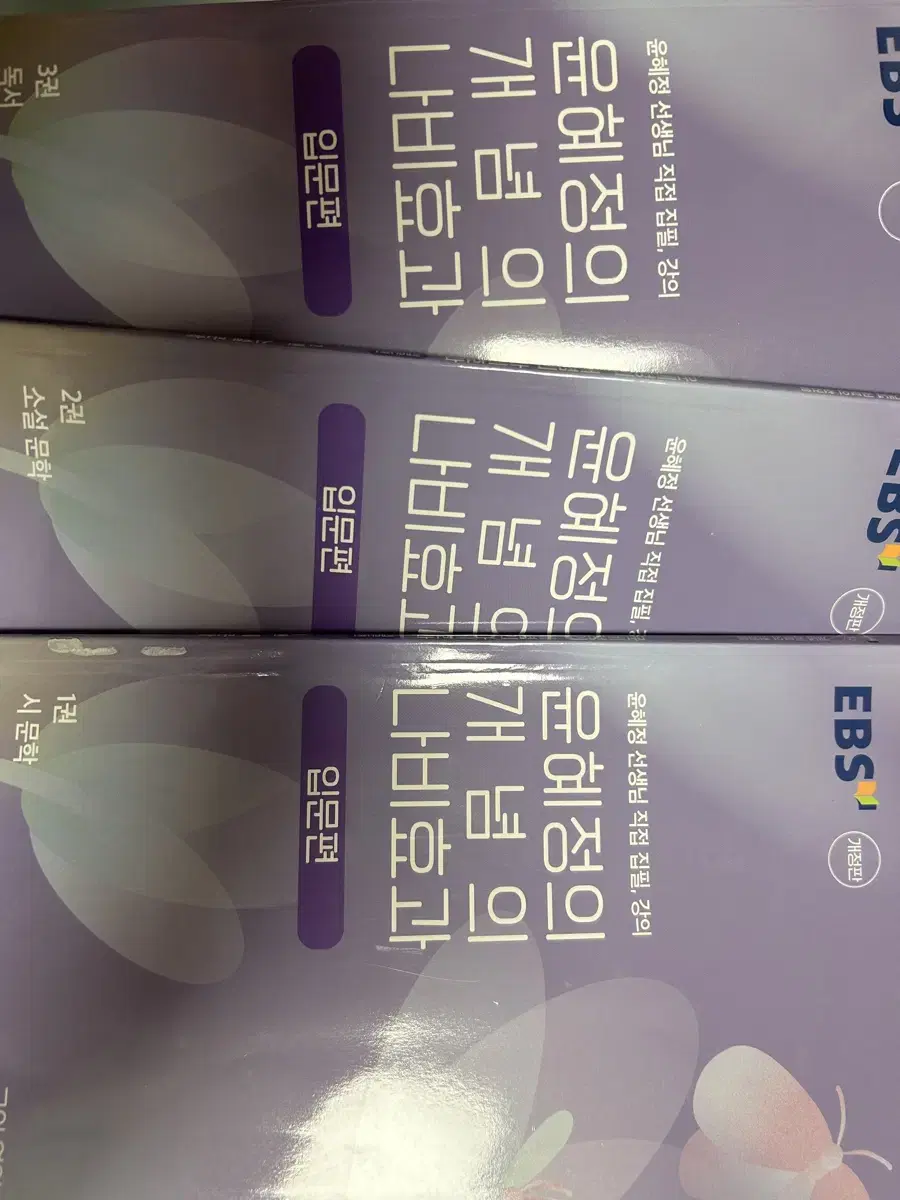 EBS
윤혜정 선생님 직접 집필, 강의
윤혜정의
개념의
나비효과
입문편
3권
독서
EBS
개정판
윤혜정 선생님 직접 집필,
윤혜정의
개념의
나비효과
입문편
2권
소설 문학
EBS
개정판
윤혜정 선생님 직접 집필, 강의
윤혜정의
개념의
나비효과
입문편
1권
시 문학